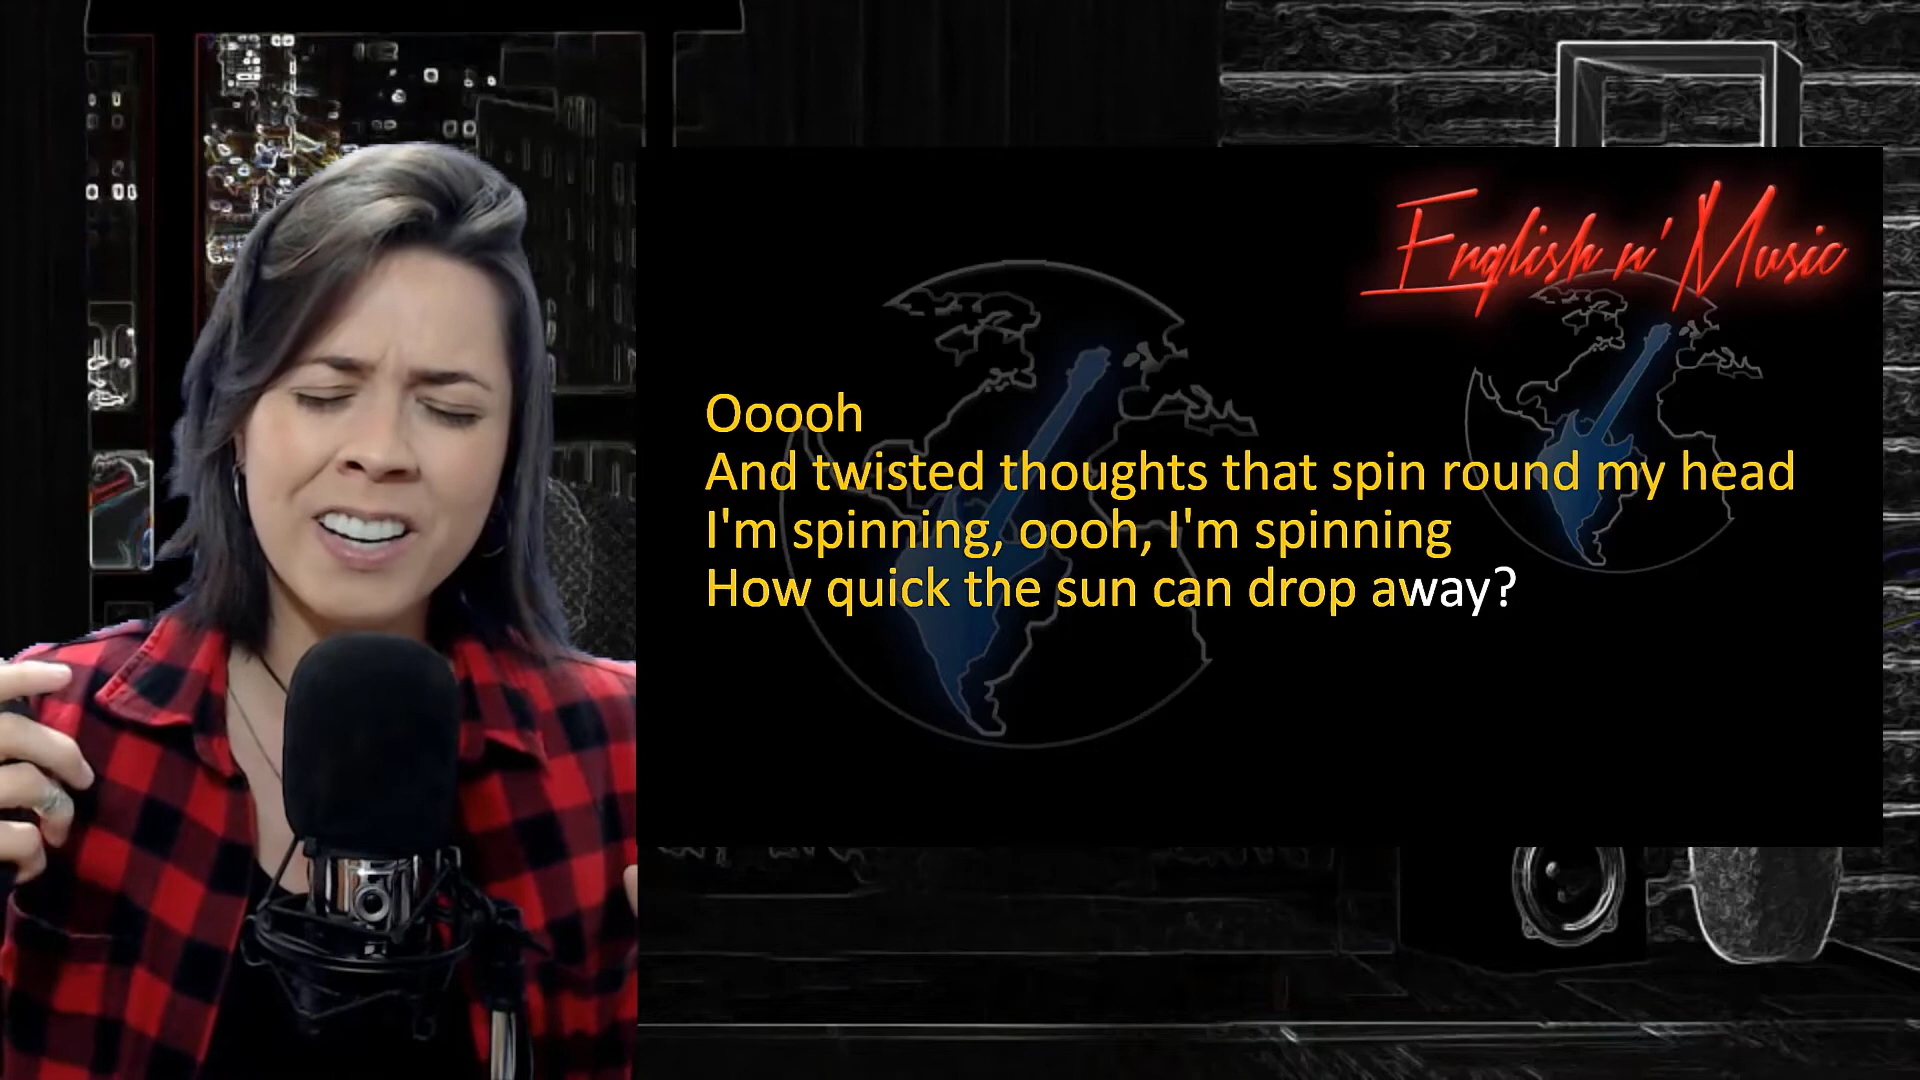 English n' Music
Ooooh
And twisted thoughts that spin round my head
I'm spinning, oooh, I'm spinning
How quick the sun can drop away?